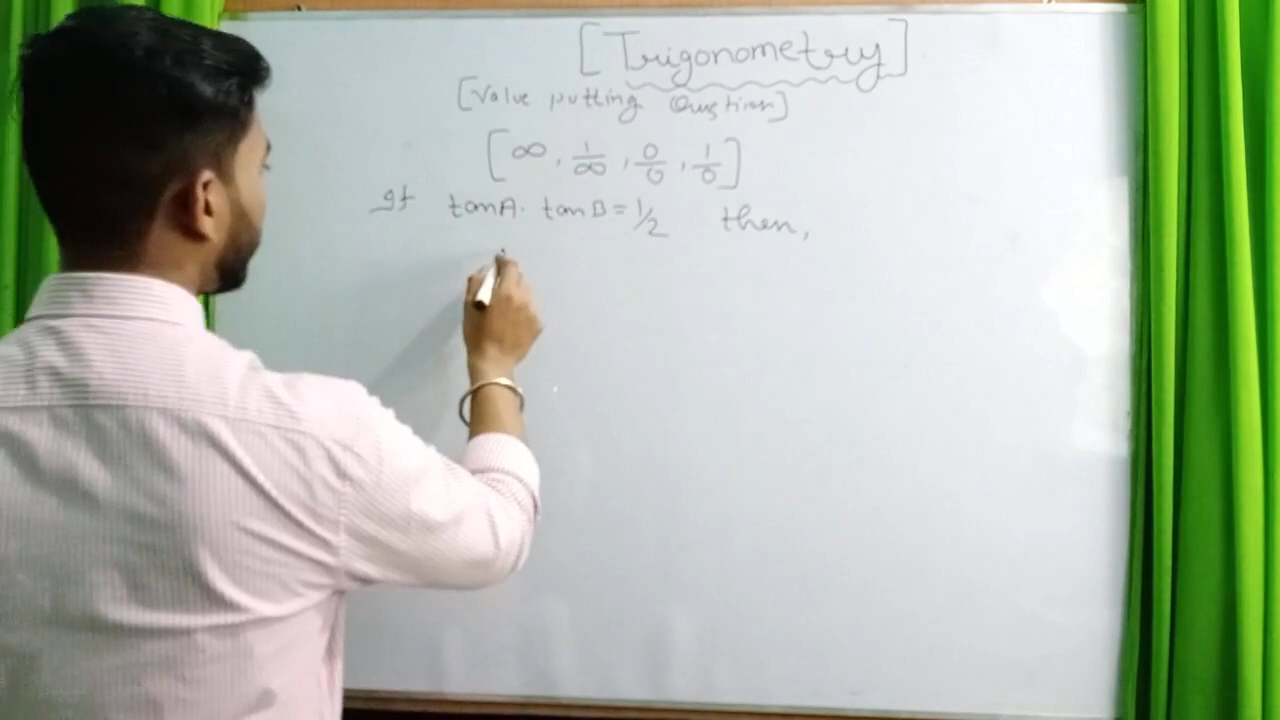 [Trigonometry]
[Value putting Question]
[∞, 1/∞, 0/0, 1/0]
If tanA. tanB = 1/2 then,